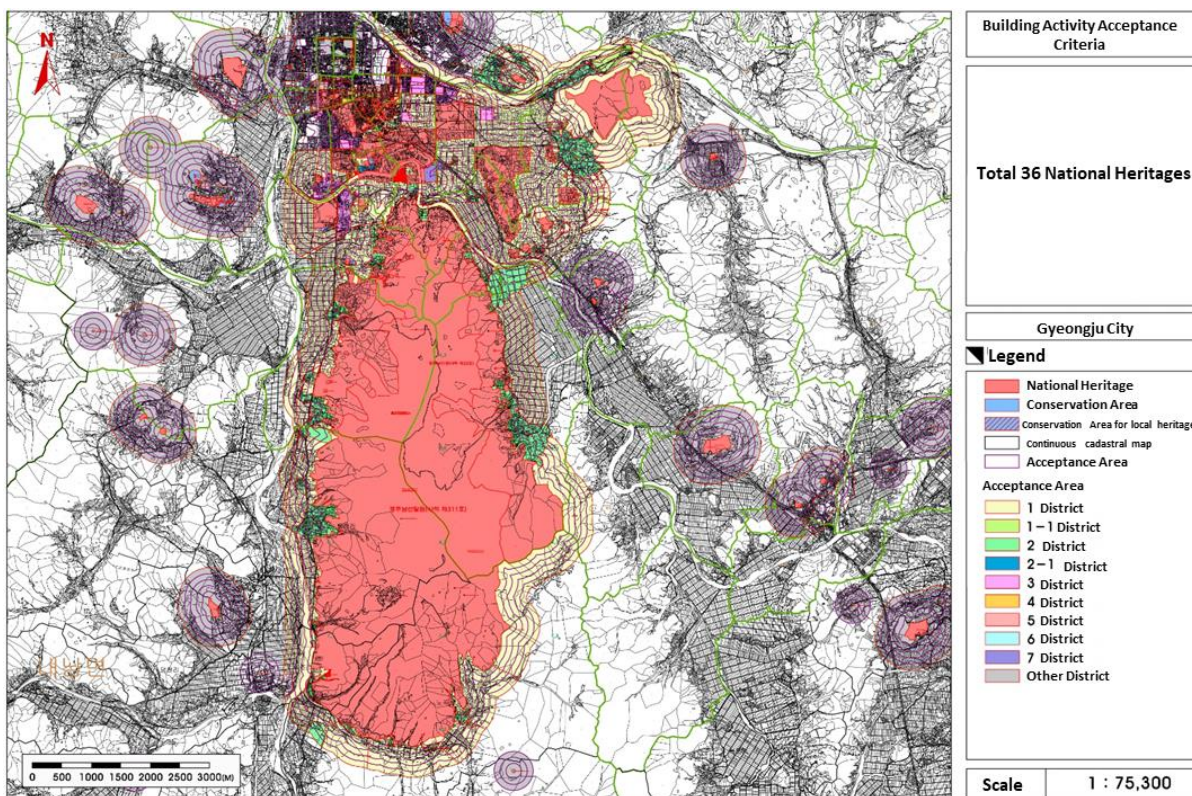 N
내남면
0 500 1000 1500 2000 2500 3000(M)
Building Activity Acceptance
Criteria
Total 36 National Heritages
Gyeongju City
Legend
National Heritage
Conservation Area
Conservation Area for local heritage
Continuous cadastral map
Acceptance Area
Acceptance Area
1 District
1-1 District
2 District
2-1 District
3 District
4 District
5 District
6 District
7 District
Other District
Scale
1 : 75,300